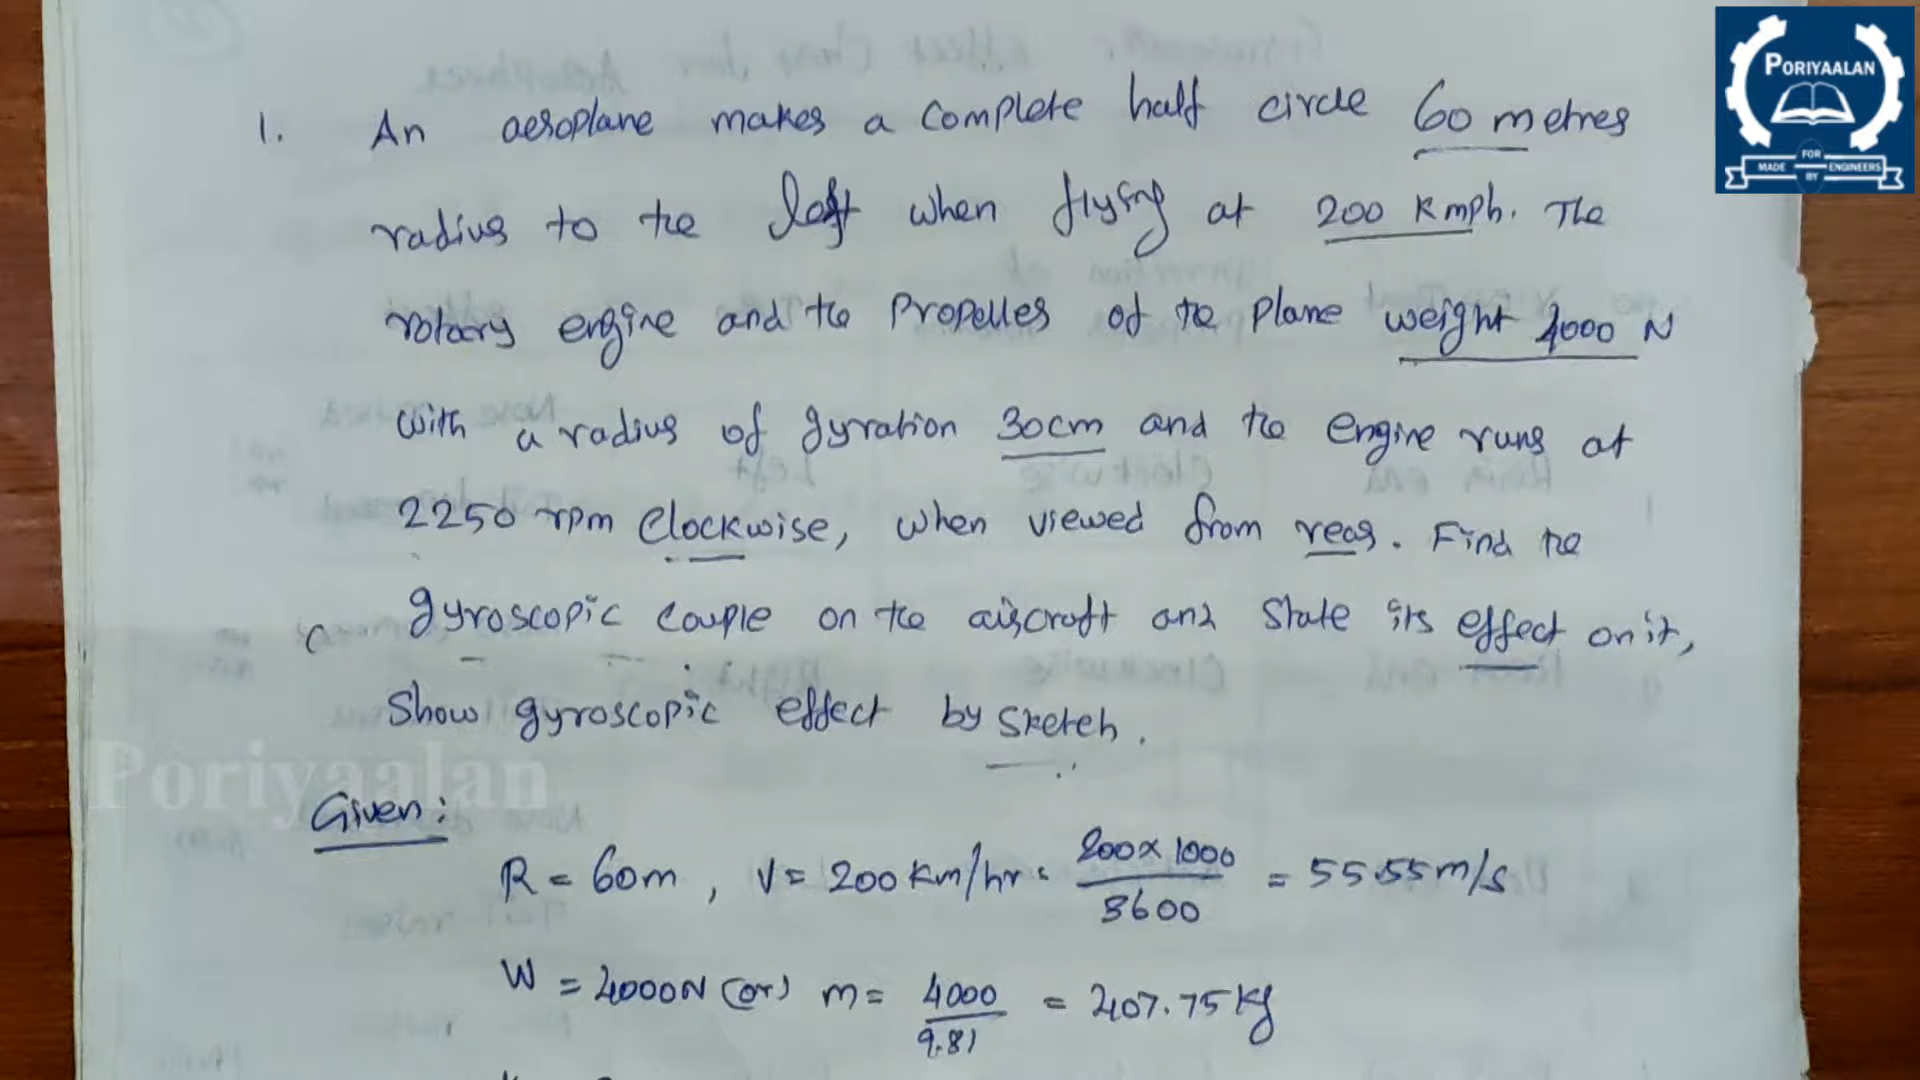 PORIYAALAN
MADE FOR BY ENGINEERS
1. An aeroplane makes a complete half circle 60 metres
radius to the left when flying at 200 Kmph. The
rotary engine and the Propeller of the plane weight 4000 N
with a radius of gyration 30cm and the engine runs at
2250 rpm Clockwise, when viewed from rear. Find the
gyroscopic couple on the aircraft and state its effect on it,
Show gyroscopic effect by sketch.
Poriyaalan
Given:
R = 60m, V = 200 Km/hr = 200 x 1000 / 3600 = 55.55 m/s
W = 4000N (or) m = 4000 / 9.81 = 407.75 kg